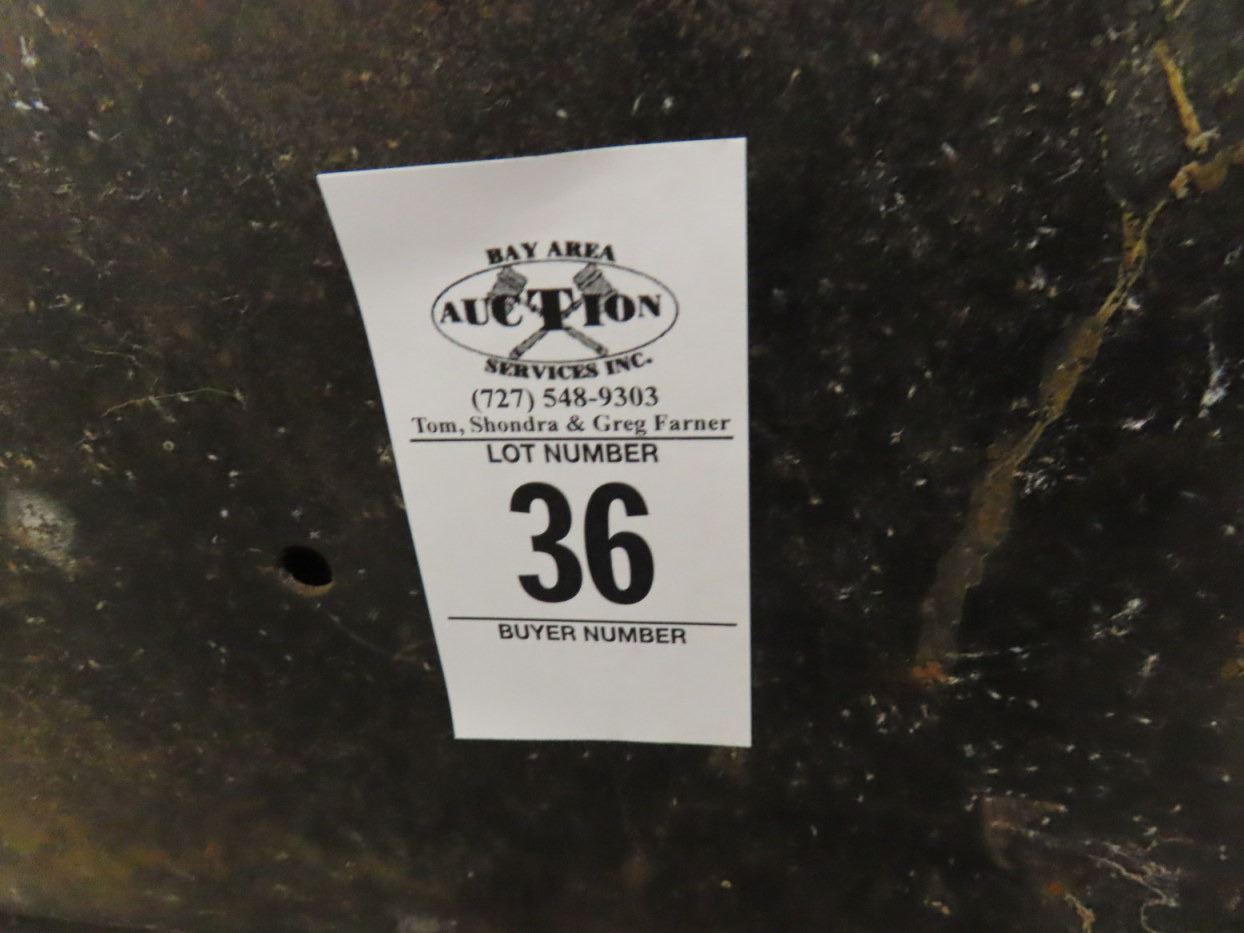 BAY AREA
AUCTION
SERVICES INC.
(727) 548-9303
Tom, Shondra & Greg Farner
LOT NUMBER
36
BUYER NUMBER